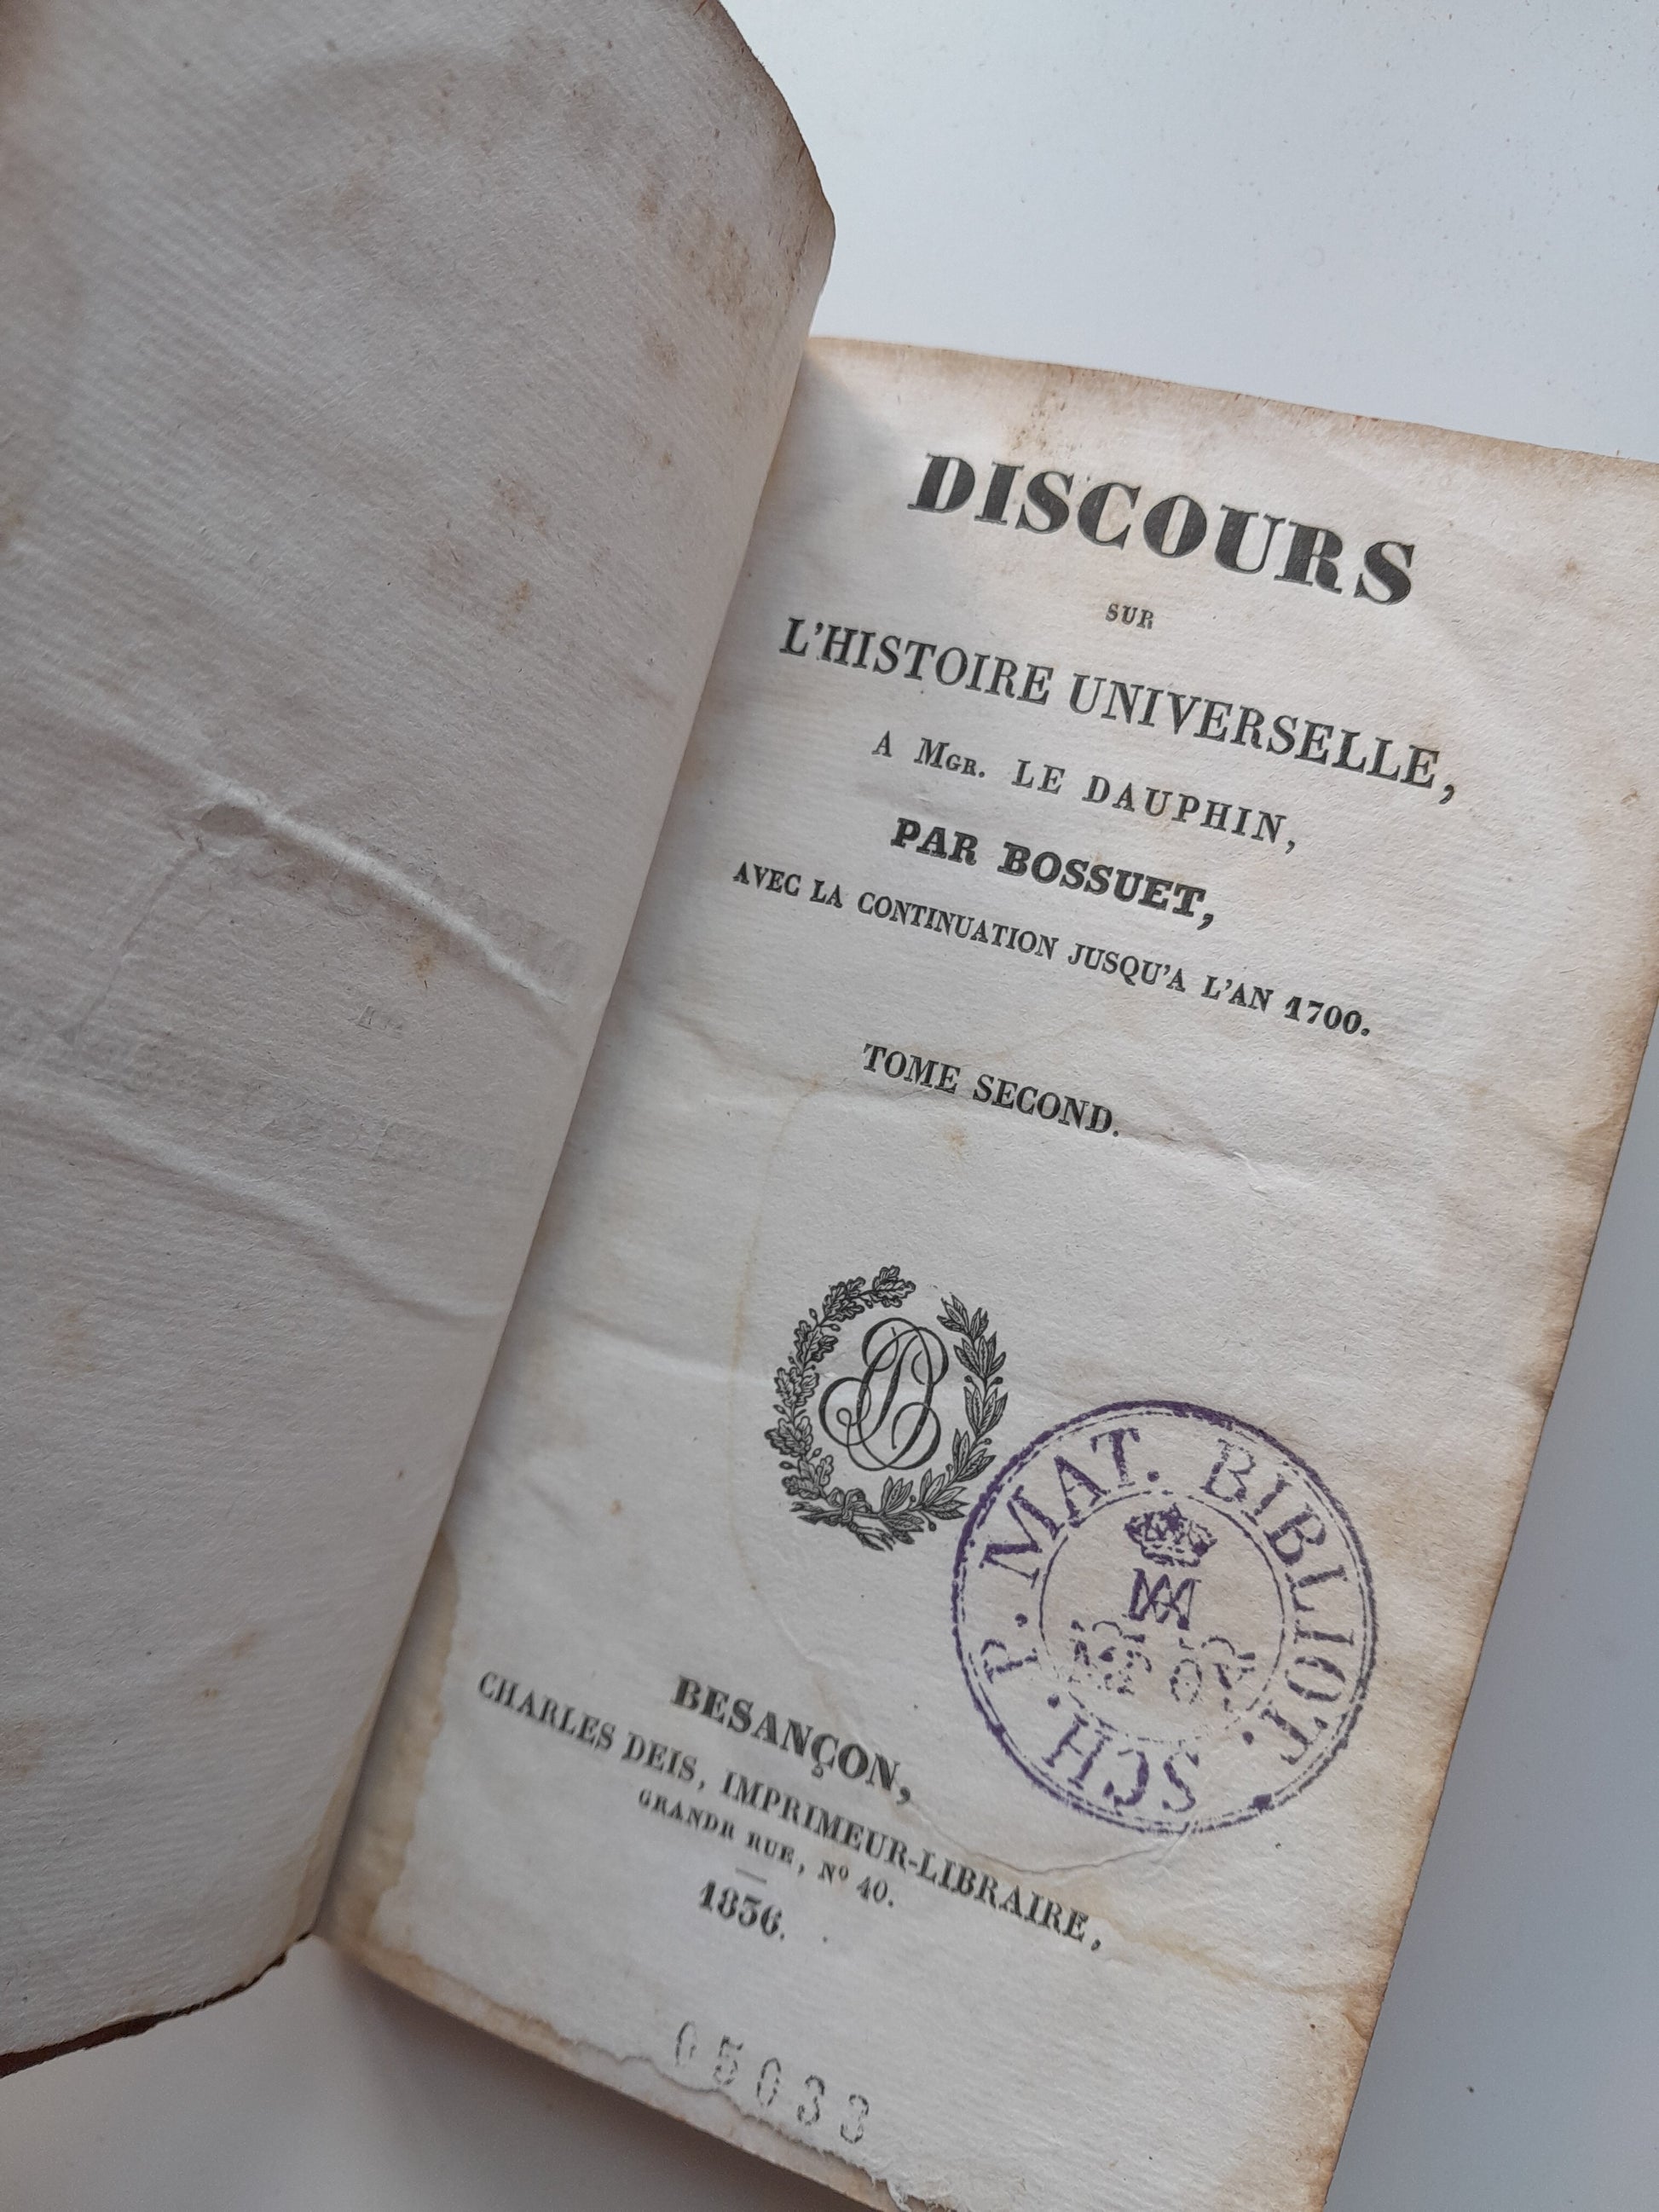 DISCOURS
SUR
L'HISTOIRE UNIVERSELLE,
A MGR. LE DAUPHIN,
PAR BOSSUET,
AVEC LA CONTINUATION JUSQU'A L'AN 1700.
TOME SECOND.
SCH. P. MAT. BIBLIOT.
BESANÇON,
CHARLES DEIS, IMPRIMEUR-LIBRAIRE,
GRANDE RUE, Nº 40.
1836.
05033